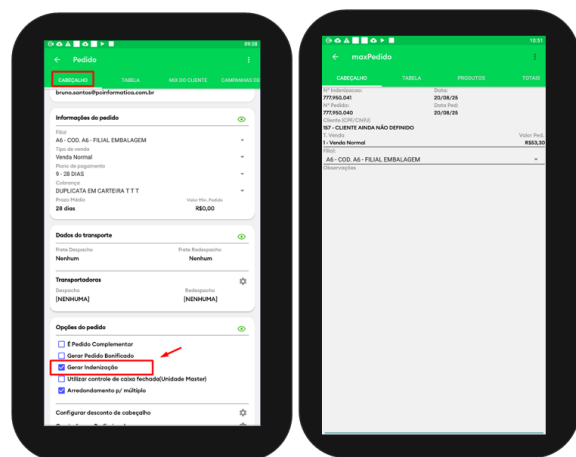 09:28
Pedido
CABEÇALHO TABELA MIX DO CLIENTE CAMPANHAS DE
bruno.santos@pcinformatica.com.br
Informações do pedido
Filial
A6 - COD. A6 - FILIAL EMBALAGEM
Tipo de venda
Venda Normal
Plano de pagamento
9 - 28 DIAS
Cobrança
DUPLICATA EM CARTEIRA T T T
Prazo Médio Valor Mín. Pedido
28 dias R$0,00
Dados do transporte
Frete Despacho Frete Redespacho
Nenhum Nenhum
Transportadoras
Despacho Redespacho
[NENHUMA] [NENHUMA]
Opções do pedido
É Pedido Complementar
Gerar Pedido Bonificado
Gerar Indenização
Utilizar controle de caixa fechada(Unidade Master)
Arredondamento p/ múltiplo
Configurar desconto de cabeçalho
10:51
maxPedido
CABEÇALHO TABELA PRODUTOS TOTAIS
Nº Indenizacao: Data:
777.950.041 20/08/25
Nº Pedido: Data Ped:
777.950.040 20/08/25
Cliente (CPF/CNPJ)
157 - CLIENTE AINDA NÃO DEFINIDO
T. Venda Valor Ped.
1 - Venda Normal R$53,30
Filial:
A6 - COD. A6 - FILIAL EMBALAGEM
Observações